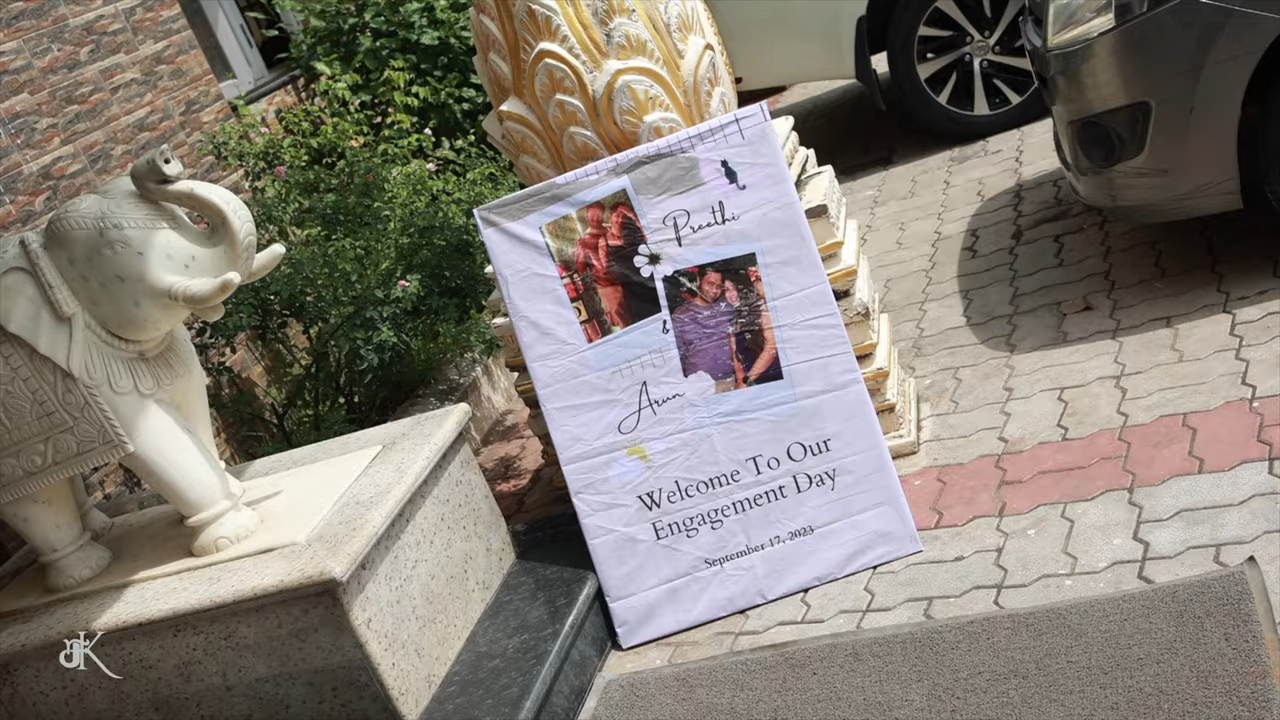 Preethi
&
Arun
Welcome To Our
Engagement Day
September 17, 2023